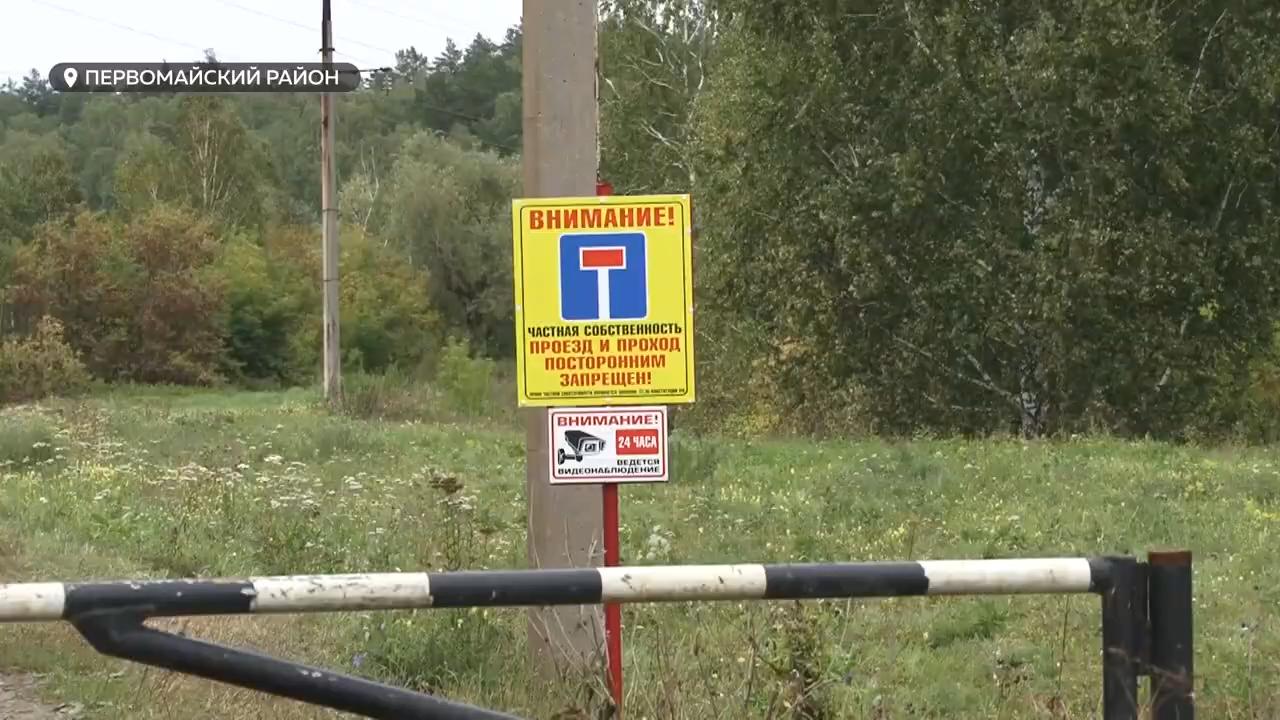 ПЕРВОМАЙСКИЙ РАЙОН
ВНИМАНИЕ!
ЧАСТНАЯ СОБСТВЕННОСТЬ
ПРОЕЗД И ПРОХОД
ПОСТОРОННИМ
ЗАПРЕЩЕН!
ВНИМАНИЕ!
24 ЧАСА
ВЕДЕТСЯ
ВИДЕОНАБЛЮДЕНИЕ